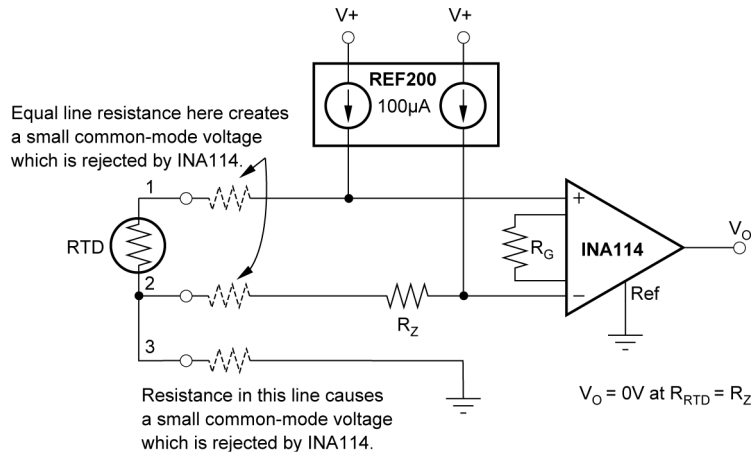 V+
V+
REF200
100µA
Equal line resistance here creates
a small common-mode voltage
which is rejected by INA114.
1
RTD
2
3
R_Z
+
R_G
INA114
−
Ref
V_O
Resistance in this line causes
a small common-mode voltage
which is rejected by INA114.
V_O = 0V at R_RTD = R_Z